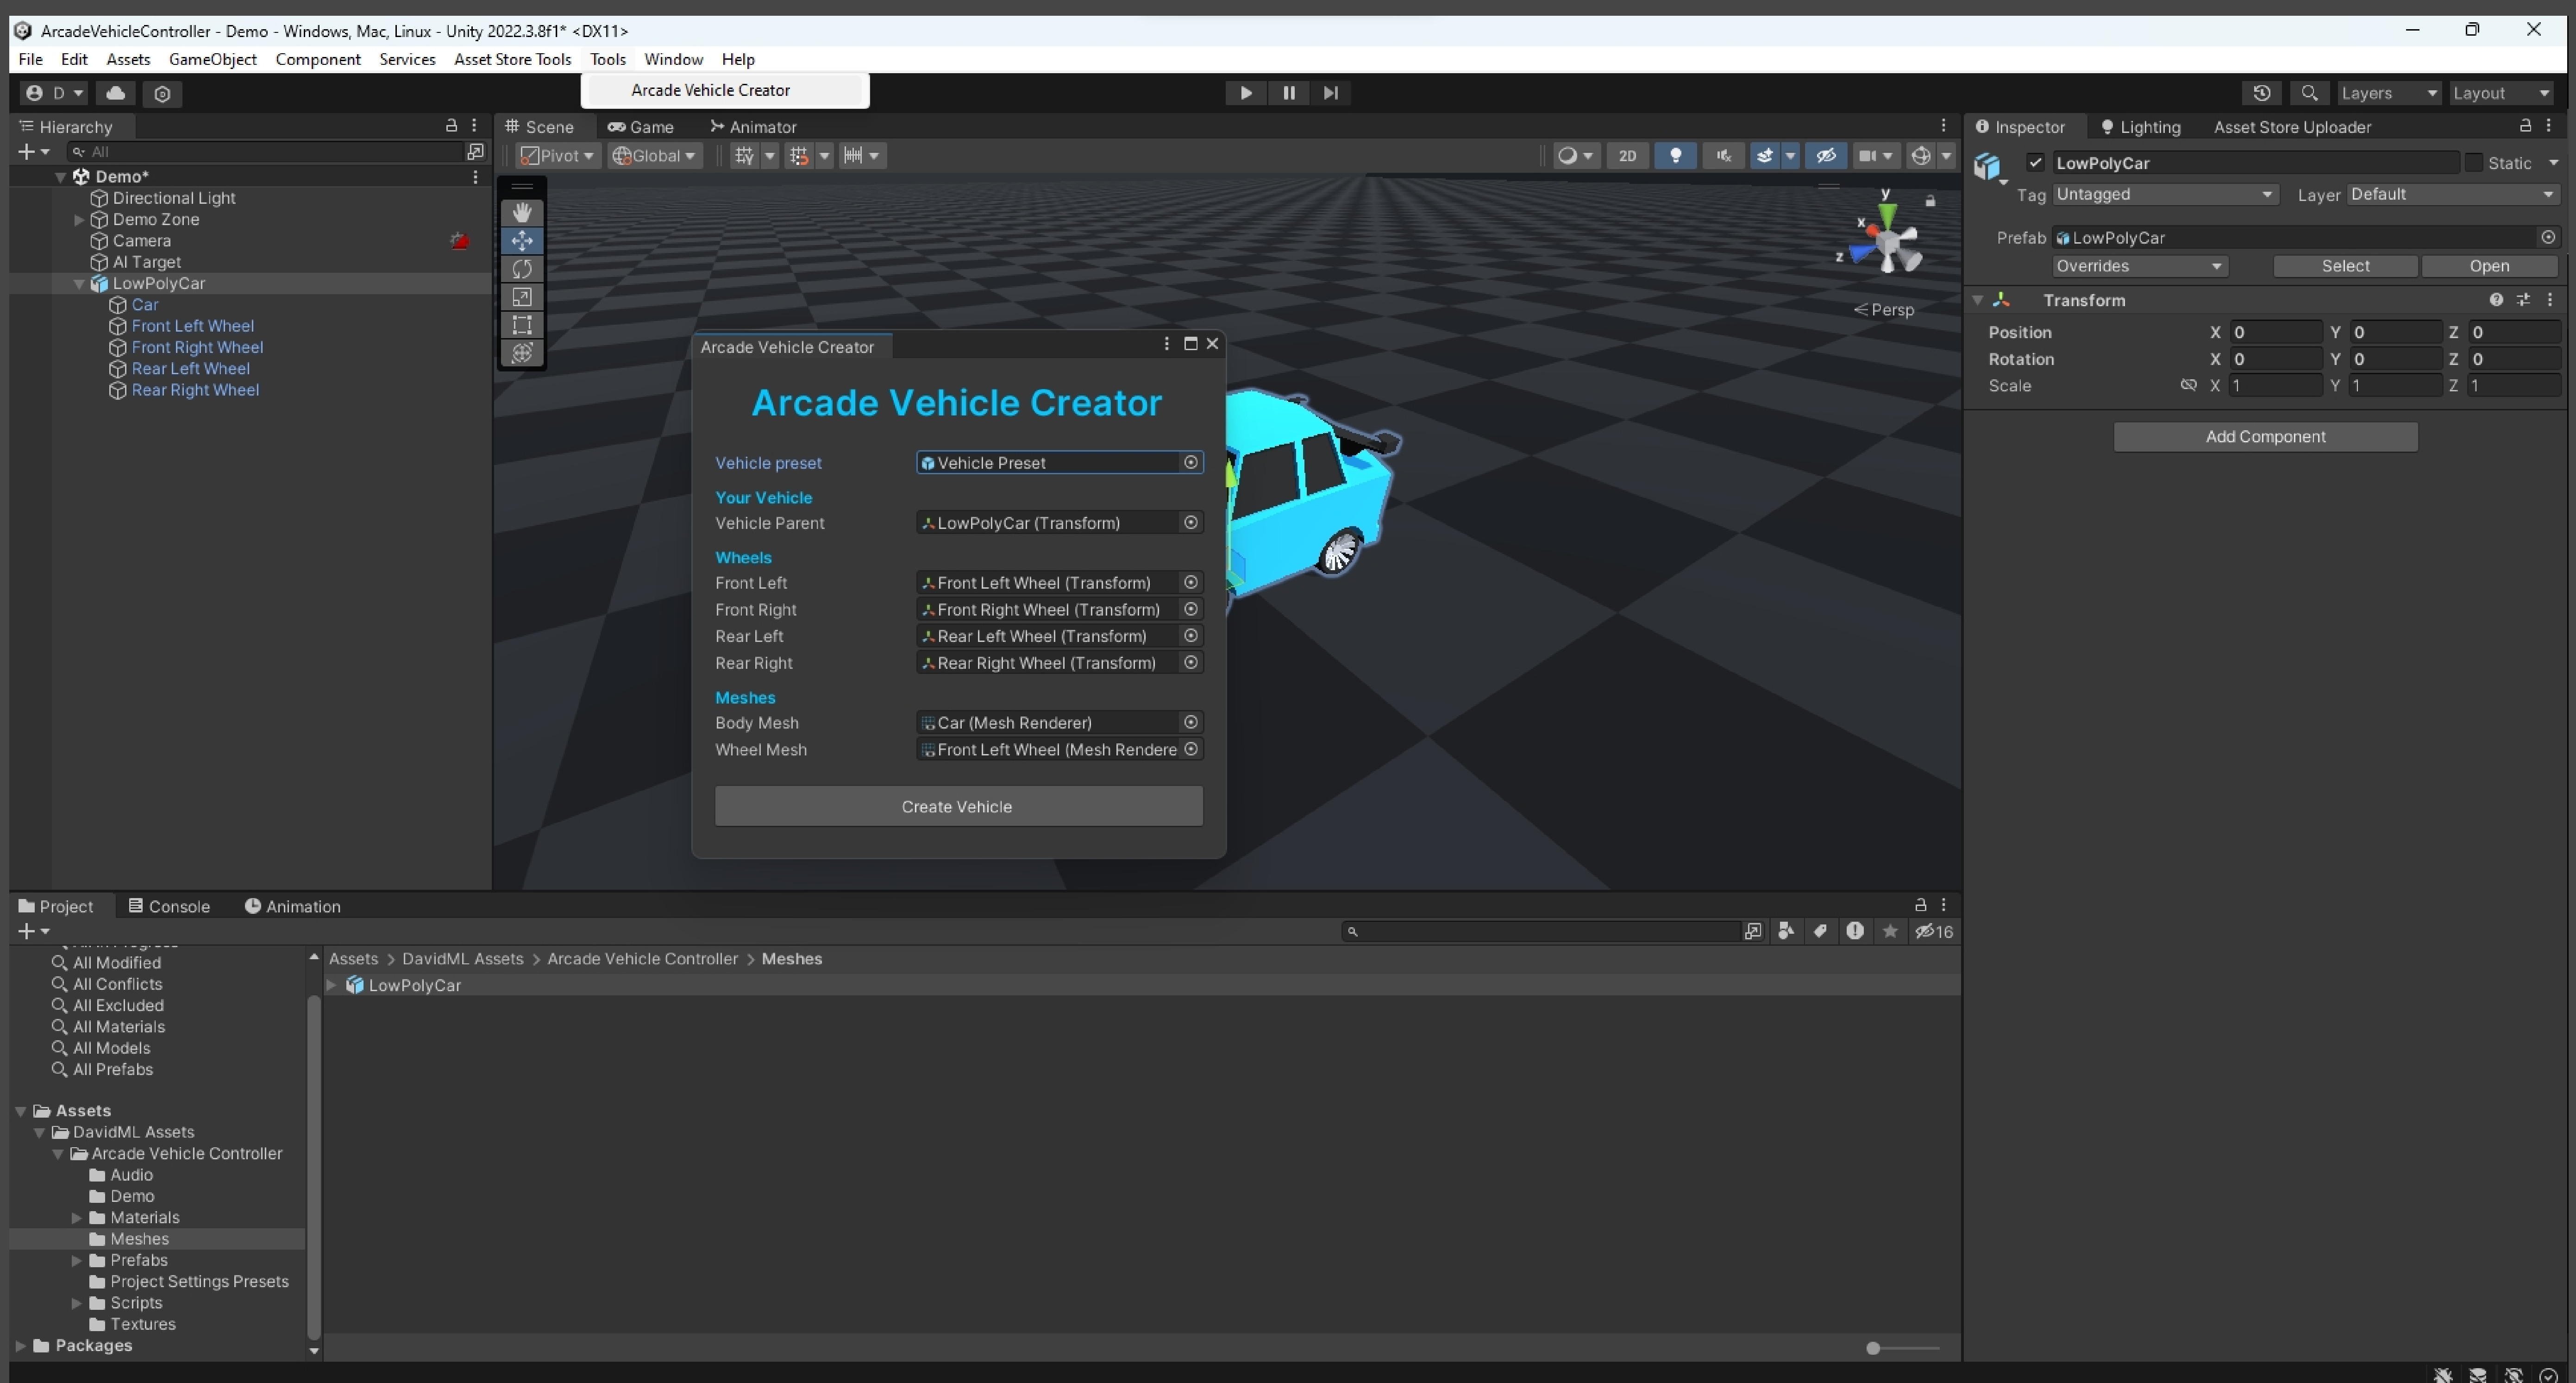 ArcadeVehicleController - Demo - Windows, Mac, Linux - Unity 2022.3.8f1* <DX11>
File Edit Assets GameObject Component Services Asset Store Tools Tools Window Help
Arcade Vehicle Creator
D
Layers
Layout
Hierarchy
All
Demo*
Directional Light
Demo Zone
Camera
AI Target
LowPolyCar
Car
Front Left Wheel
Front Right Wheel
Rear Left Wheel
Rear Right Wheel
Scene Game Animator
Pivot Global
2D
y
x
z
Persp
Arcade Vehicle Creator
Arcade Vehicle Creator
Vehicle preset Vehicle Preset
Your Vehicle
Vehicle Parent LowPolyCar (Transform)
Wheels
Front Left Front Left Wheel (Transform)
Front Right Front Right Wheel (Transform)
Rear Left Rear Left Wheel (Transform)
Rear Right Rear Right Wheel (Transform)
Meshes
Body Mesh Car (Mesh Renderer)
Wheel Mesh Front Left Wheel (Mesh Rendere
Create Vehicle
Inspector Lighting Asset Store Uploader
LowPolyCar Static
Tag Untagged Layer Default
Prefab LowPolyCar
Overrides Select Open
Transform
Position X 0 Y 0 Z 0
Rotation X 0 Y 0 Z 0
Scale X 1 Y 1 Z 1
Add Component
Project Console Animation
16
All Modified
All Conflicts
All Excluded
All Materials
All Models
All Prefabs
Assets
DavidML Assets
Arcade Vehicle Controller
Audio
Demo
Materials
Meshes
Prefabs
Project Settings Presets
Scripts
Textures
Packages
Assets > DavidML Assets > Arcade Vehicle Controller > Meshes
LowPolyCar